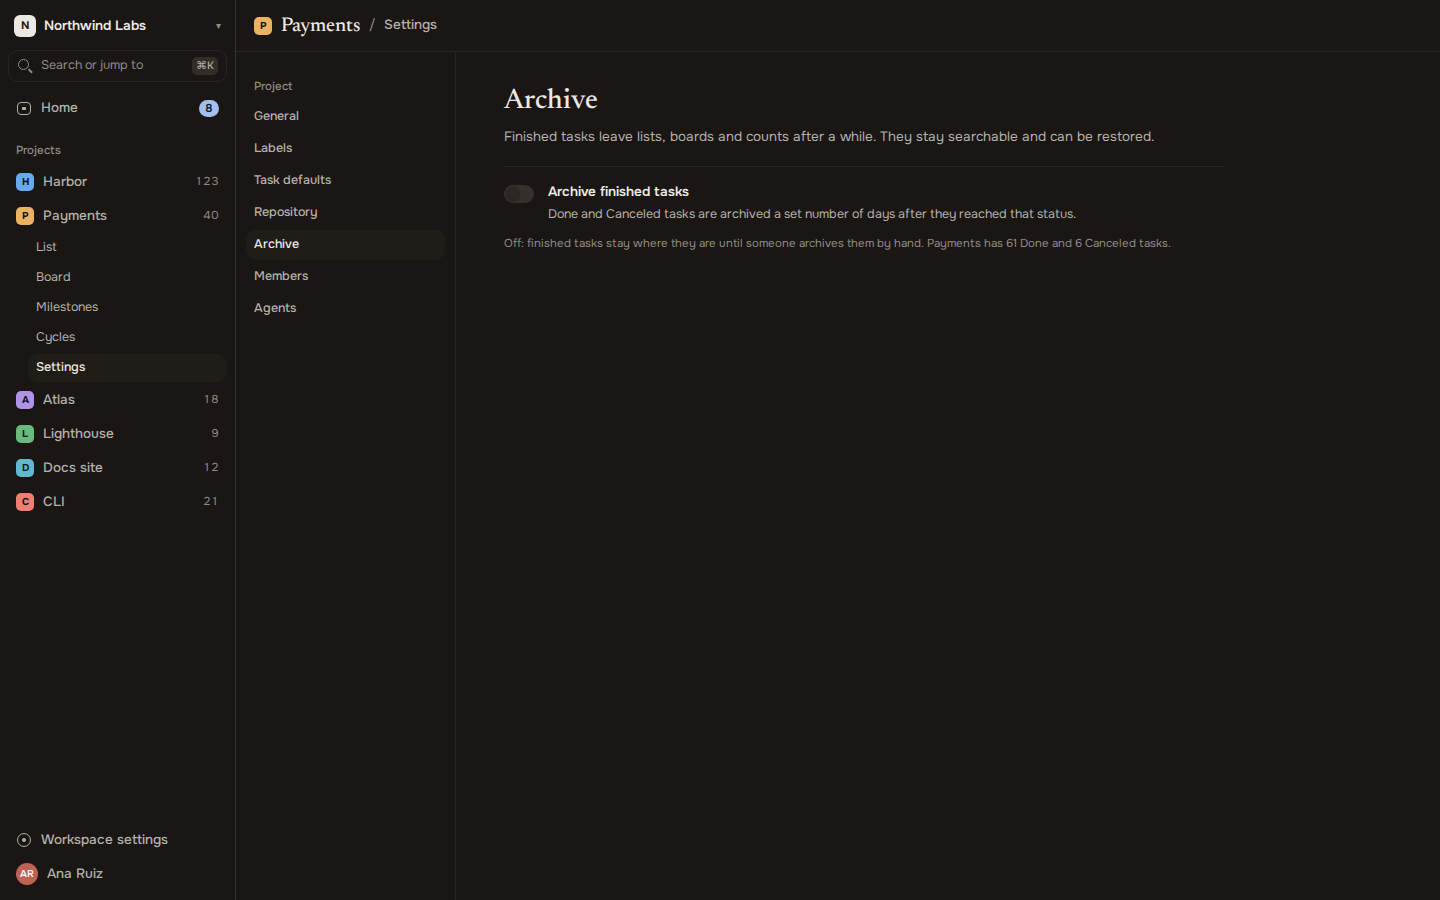 N Northwind Labs ▾
Search or jump to ⌘K
Home 8
Projects
H Harbor 123
P Payments 40
List
Board
Milestones
Cycles
Settings
A Atlas 18
L Lighthouse 9
D Docs site 12
C CLI 21
Workspace settings
AR Ana Ruiz
P Payments / Settings
Project
General
Labels
Task defaults
Repository
Archive
Members
Agents
Archive
Finished tasks leave lists, boards and counts after a while. They stay searchable and can be restored.
Archive finished tasks
Done and Canceled tasks are archived a set number of days after they reached that status.
Off: finished tasks stay where they are until someone archives them by hand. Payments has 61 Done and 6 Canceled tasks.